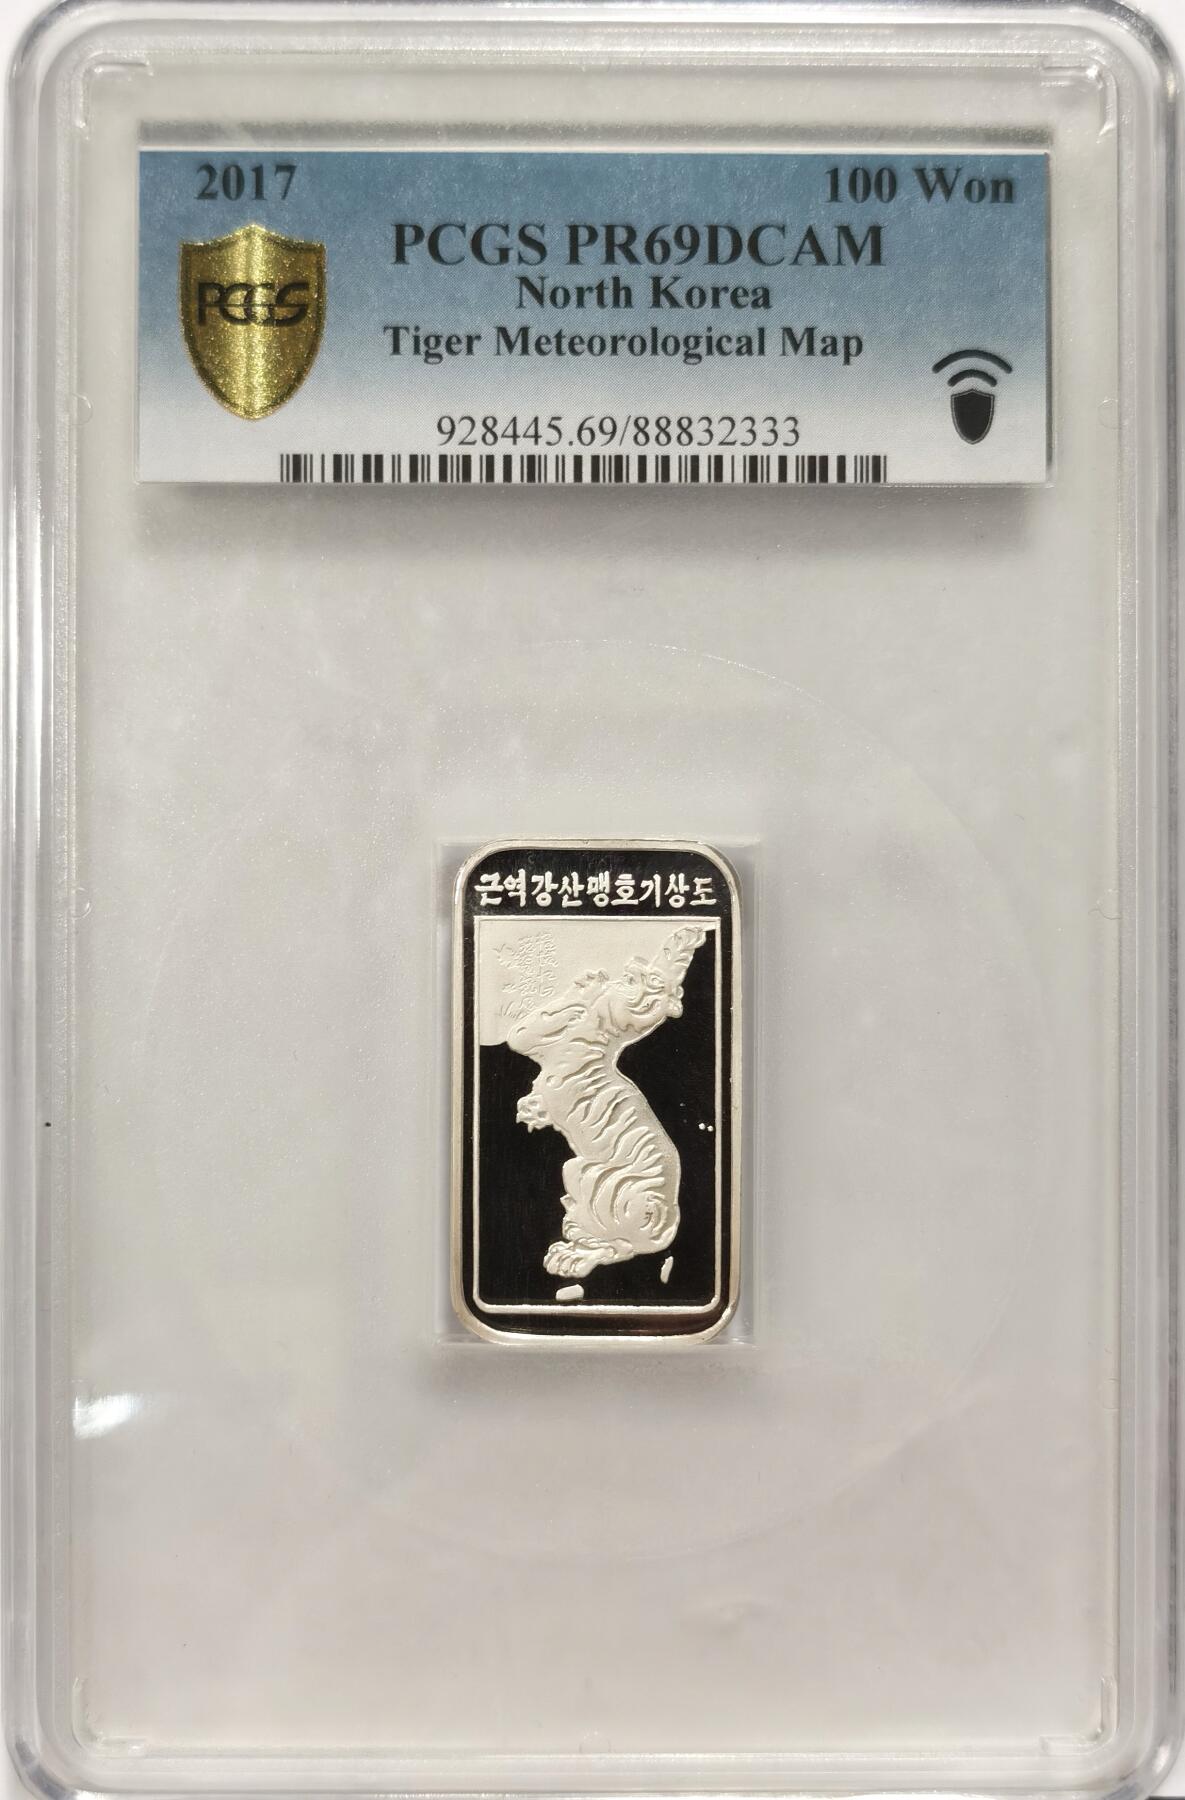 2017
100 Won
PCGS PR69DCAM
North Korea
Tiger Meteorological Map
PCGS
928445.69/88832333
근역강산맹호기상도